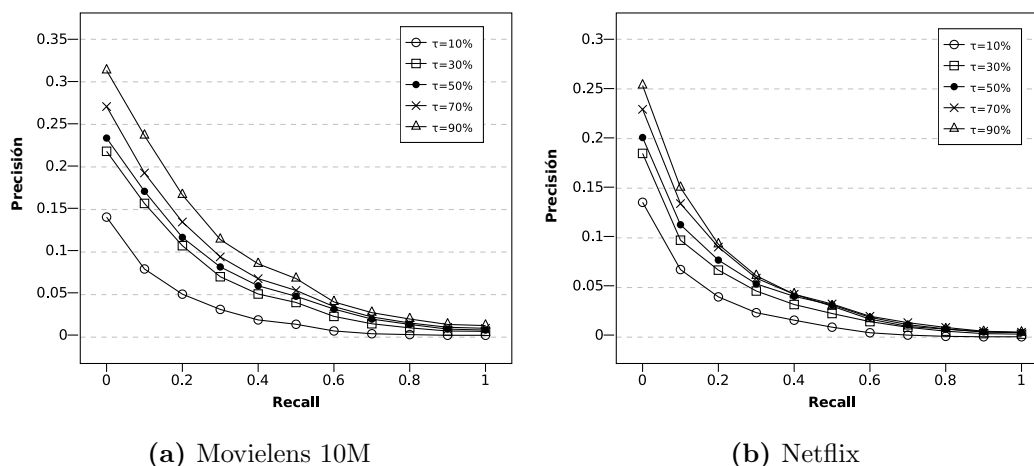 0.35
0.3
0.25
0.2
0.15
0.1
0.05
0
Precisión
τ=10%
τ=30%
τ=50%
τ=70%
τ=90%
0 0.2 0.4 0.6 0.8 1
Recall
(a) Movielens 10M
0.3
0.25
0.2
0.15
0.1
0.05
0
Precisión
τ=10%
τ=30%
τ=50%
τ=70%
τ=90%
0 0.2 0.4 0.6 0.8 1
Recall
(b) Netflix